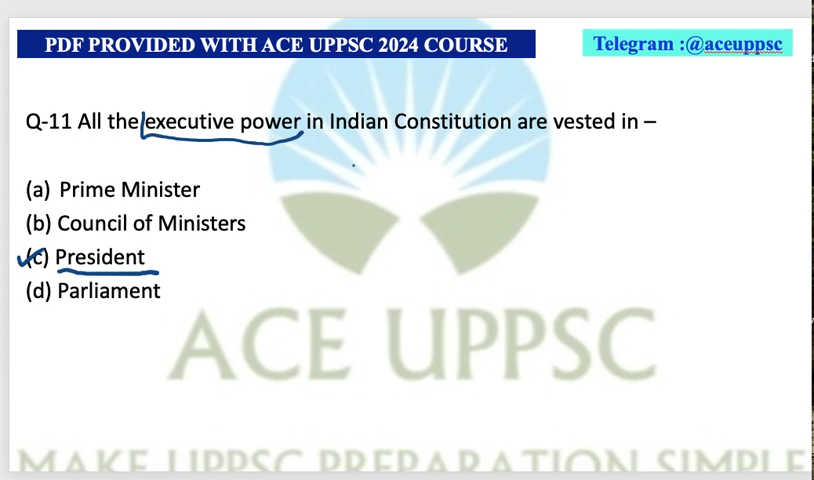 PDF PROVIDED WITH ACE UPPSC 2024 COURSE
Telegram :@aceuppsc
Q-11 All the executive power in Indian Constitution are vested in –
(a) Prime Minister
(b) Council of Ministers
(c) President
(d) Parliament
ACE UPPSC
MAKE UPPSC PREPARATION SIMPLE